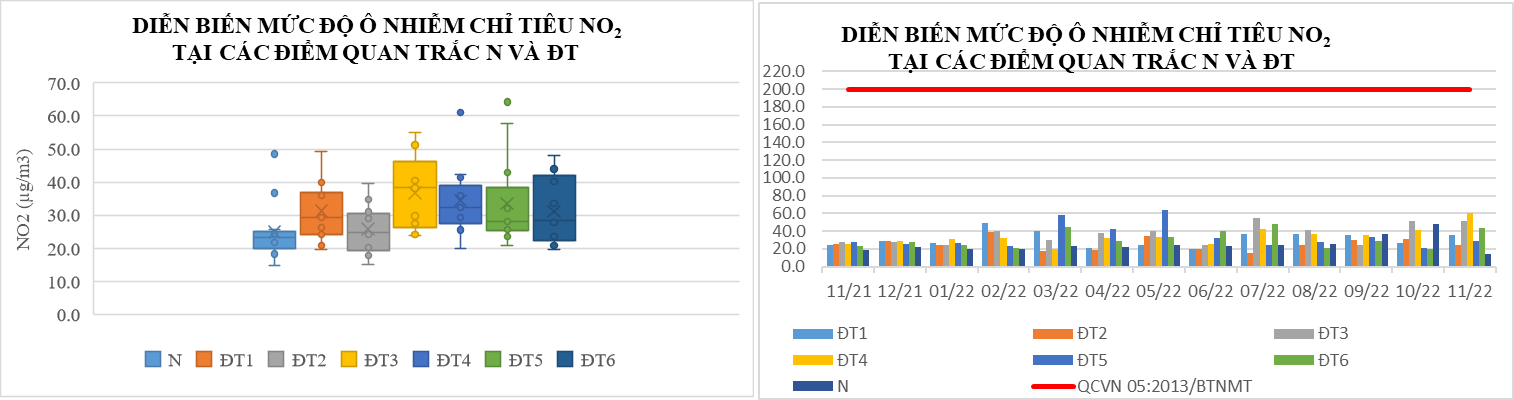 DIỄN BIẾN MỨC ĐỘ Ô NHIỄM CHỈ TIÊU NO₂
TẠI CÁC ĐIỂM QUAN TRẮC N VÀ ĐT
NO2 (µg/m3)
70.0
60.0
50.0
40.0
30.0
20.0
10.0
0.0
N ĐT1 ĐT2 ĐT3 ĐT4 ĐT5 ĐT6
DIỄN BIẾN MỨC ĐỘ Ô NHIỄM CHỈ TIÊU NO₂
TẠI CÁC ĐIỂM QUAN TRẮC N VÀ ĐT
220.0
200.0
180.0
160.0
140.0
120.0
100.0
80.0
60.0
40.0
20.0
0.0
11/21 12/21 01/22 02/22 03/22 04/22 05/22 06/22 07/22 08/22 09/22 10/22 11/22
ĐT1 ĐT2 ĐT3
ĐT4 ĐT5 ĐT6
N QCVN 05:2013/BTNMT